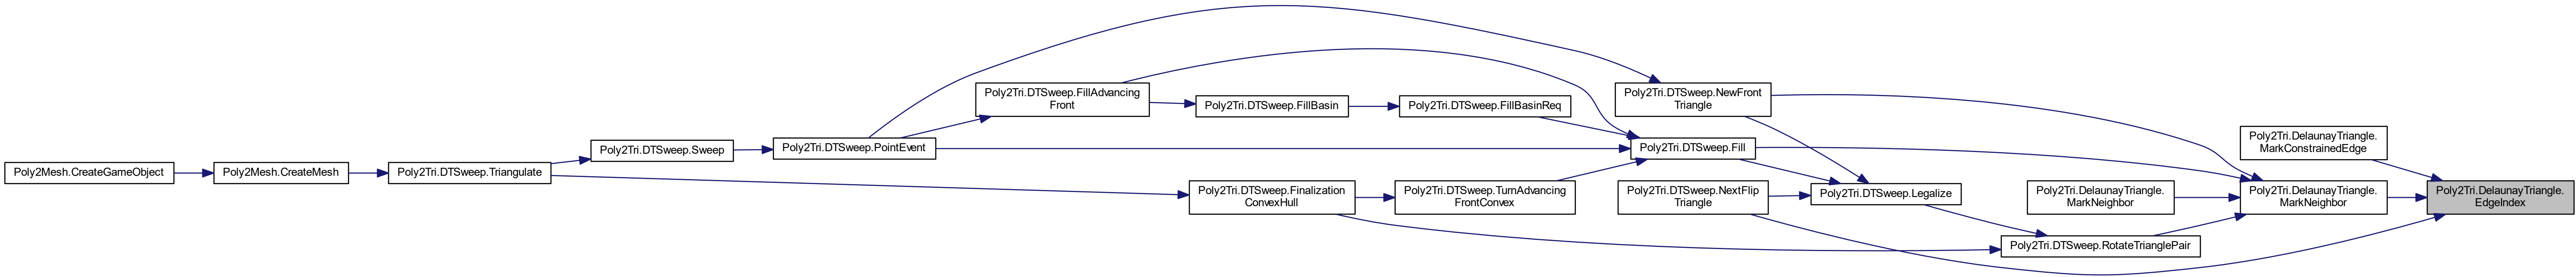 Poly2Mesh.CreateGameObject
Poly2Mesh.CreateMesh
Poly2Tri.DTSweep.Triangulate
Poly2Tri.DTSweep.Sweep
Poly2Tri.DTSweep.PointEvent
Poly2Tri.DTSweep.FillAdvancing
Front
Poly2Tri.DTSweep.FillBasin
Poly2Tri.DTSweep.FillBasinReq
Poly2Tri.DTSweep.Finalization
ConvexHull
Poly2Tri.DTSweep.TurnAdvancing
FrontConvex
Poly2Tri.DTSweep.NewFront
Triangle
Poly2Tri.DTSweep.Fill
Poly2Tri.DTSweep.NextFlip
Triangle
Poly2Tri.DTSweep.Legalize
Poly2Tri.DTSweep.RotateTrianglePair
Poly2Tri.DelaunayTriangle.
MarkNeighbor
Poly2Tri.DelaunayTriangle.
MarkConstrainedEdge
Poly2Tri.DelaunayTriangle.
MarkNeighbor
Poly2Tri.DelaunayTriangle.
EdgeIndex